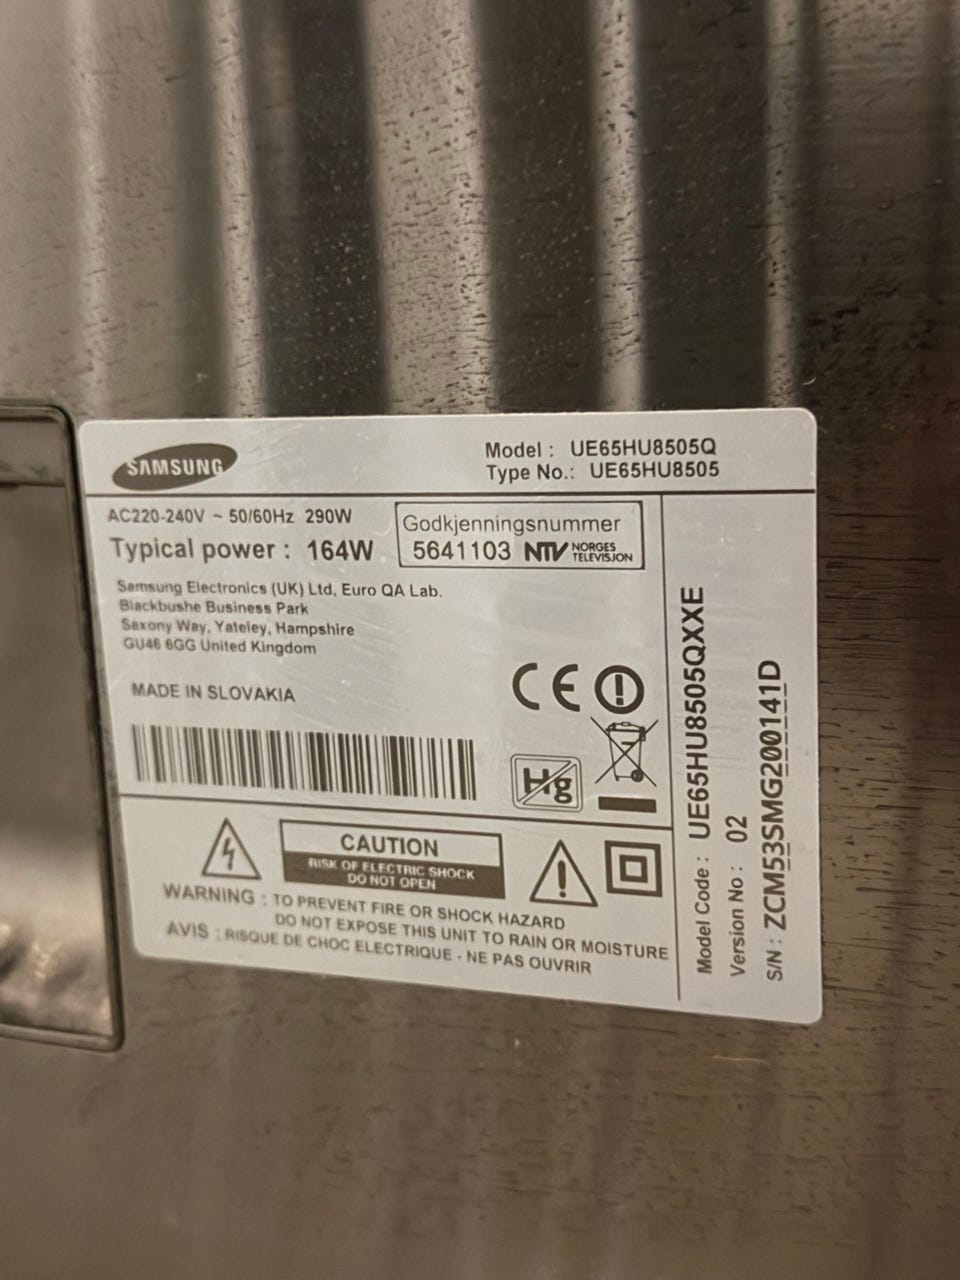 SAMSUNG
Model : UE65HU8505Q
Type No.: UE65HU8505
AC220-240V ~ 50/60Hz 290W
Typical power : 164W
Godkjenningsnummer
5641103 NTV NORGES TELEVISJON
Samsung Electronics (UK) Ltd, Euro QA Lab.
Blackbushe Business Park
Saxony Way, Yateley, Hampshire
GU46 6GG United Kingdom
MADE IN SLOVAKIA
CE
Hg
CAUTION
RISK OF ELECTRIC SHOCK
DO NOT OPEN
WARNING : TO PREVENT FIRE OR SHOCK HAZARD
DO NOT EXPOSE THIS UNIT TO RAIN OR MOISTURE
AVIS : RISQUE DE CHOC ELECTRIQUE - NE PAS OUVRIR
Model Code : UE65HU8505QXXE
Version No : 02
S/N : ZCM53SMG200141D